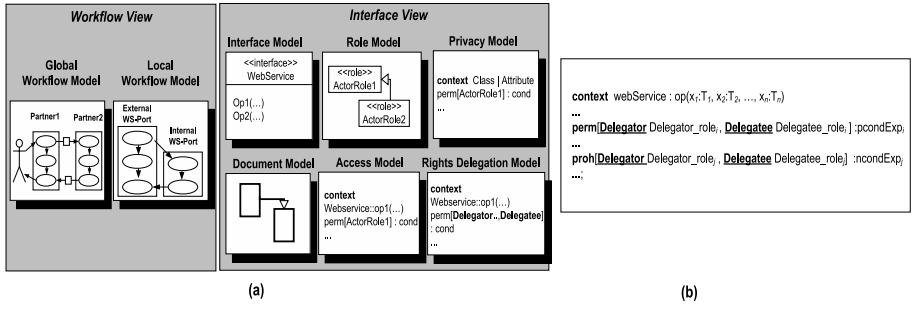 Workflow View
Global
Workflow Model
Partner1 Partner2
Local
Workflow Model
External
WS-Port
Internal
WS-Port
Interface View
Interface Model
<<interface>>
WebService
Op1(…)
Op2(…)
Role Model
<<role>>
ActorRole1
<<role>>
ActorRole2
Privacy Model
context Class | Attribute
perm[ActorRole1] : cond
...
Document Model
Access Model
context
Webservice::op1(…)
perm[ActorRole1] : cond
...
Rights Delegation Model
context
Webservice::op1(…)
perm[Delegator..,Delegatee]
: cond
...
(a)
context webService : op(x1:T1, x2:T2, …, xn:Tn)
...
perm[Delegator Delegator_rolei , Delegatee Delegatee_rolei ] :pcondExpi
...
proh[Delegator Delegator_rolej , Delegatee Delegatee_rolej] :ncondExpj
...;
(b)